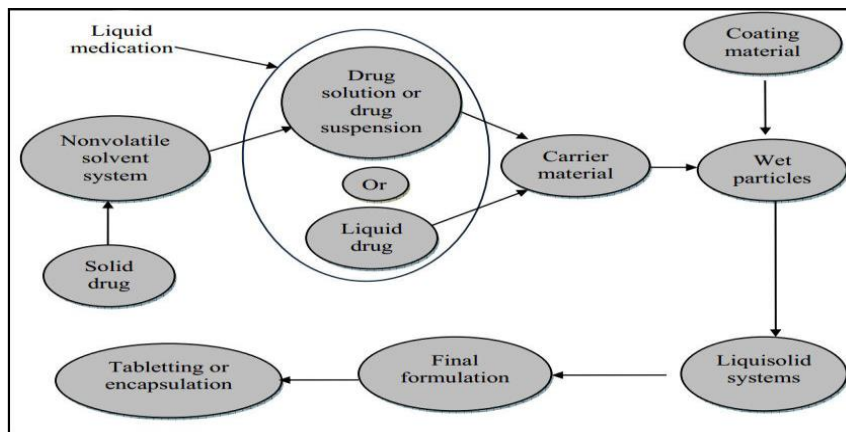 Liquid
medication
Coating
material
Drug
solution or
drug
suspension
Nonvolatile
solvent
system
Or
Carrier
material
Wet
particles
Liquid
drug
Solid
drug
Tabletting or
encapsulation
Final
formulation
Liquisolid
systems